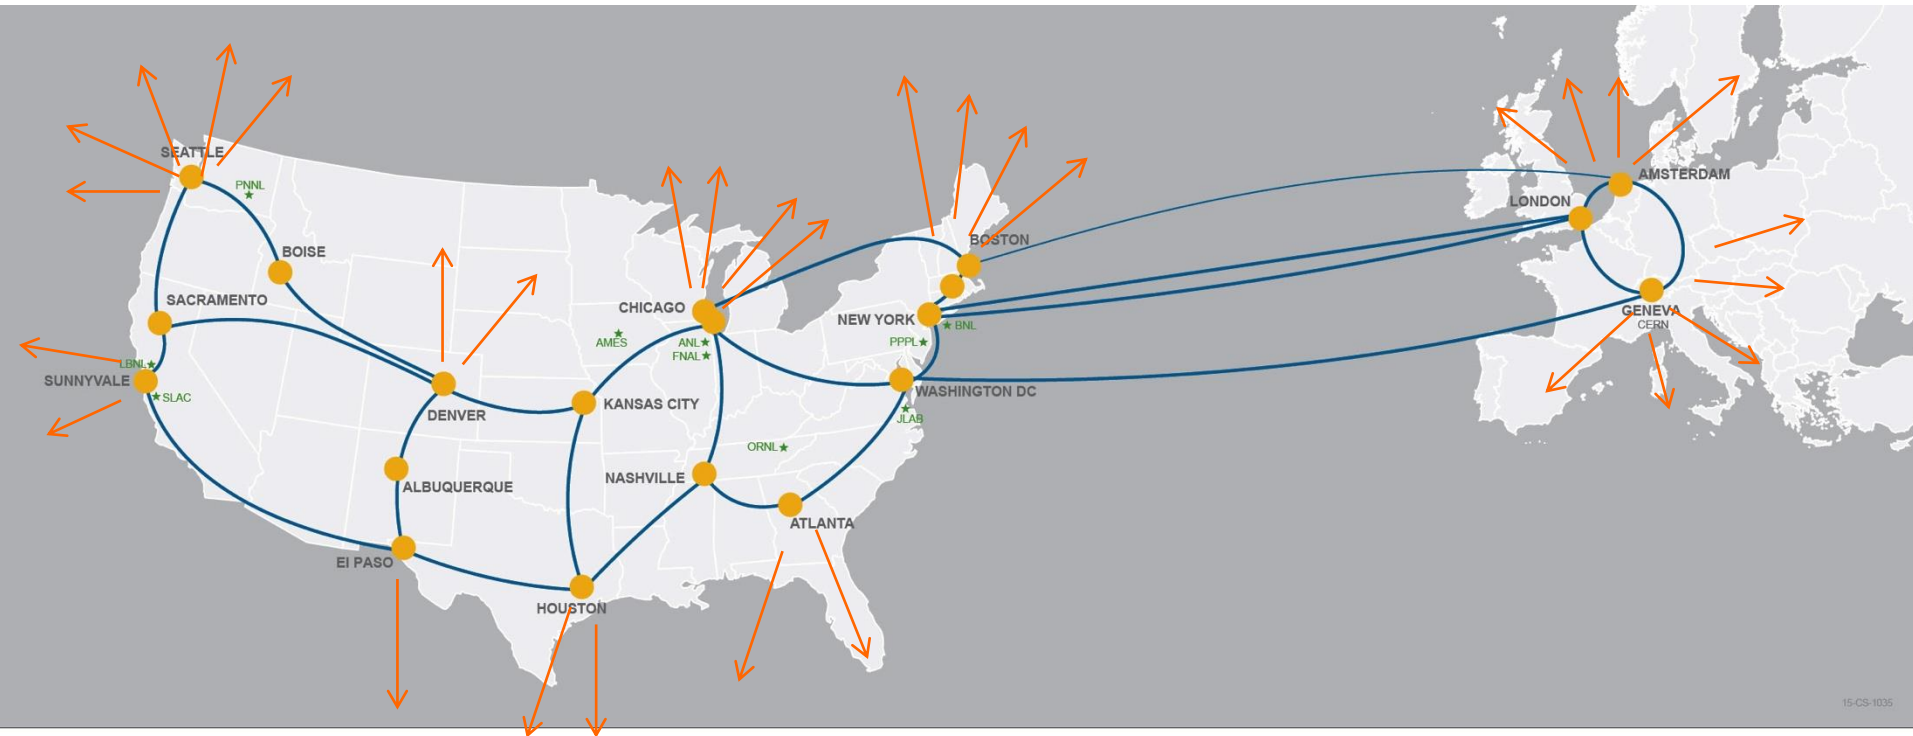 SEATTLE
PNNL
BOISE
SACRAMENTO
LBNL
SUNNYVALE
SLAC
DENVER
ALBUQUERQUE
El PASO
HOUSTON
KANSAS CITY
AMES
CHICAGO
ANL
FNAL
NASHVILLE
ORNL
ATLANTA
BOSTON
NEW YORK
BNL
PPPL
WASHINGTON DC
JLAB
AMSTERDAM
LONDON
GENEVA
CERN
15-CS-1035